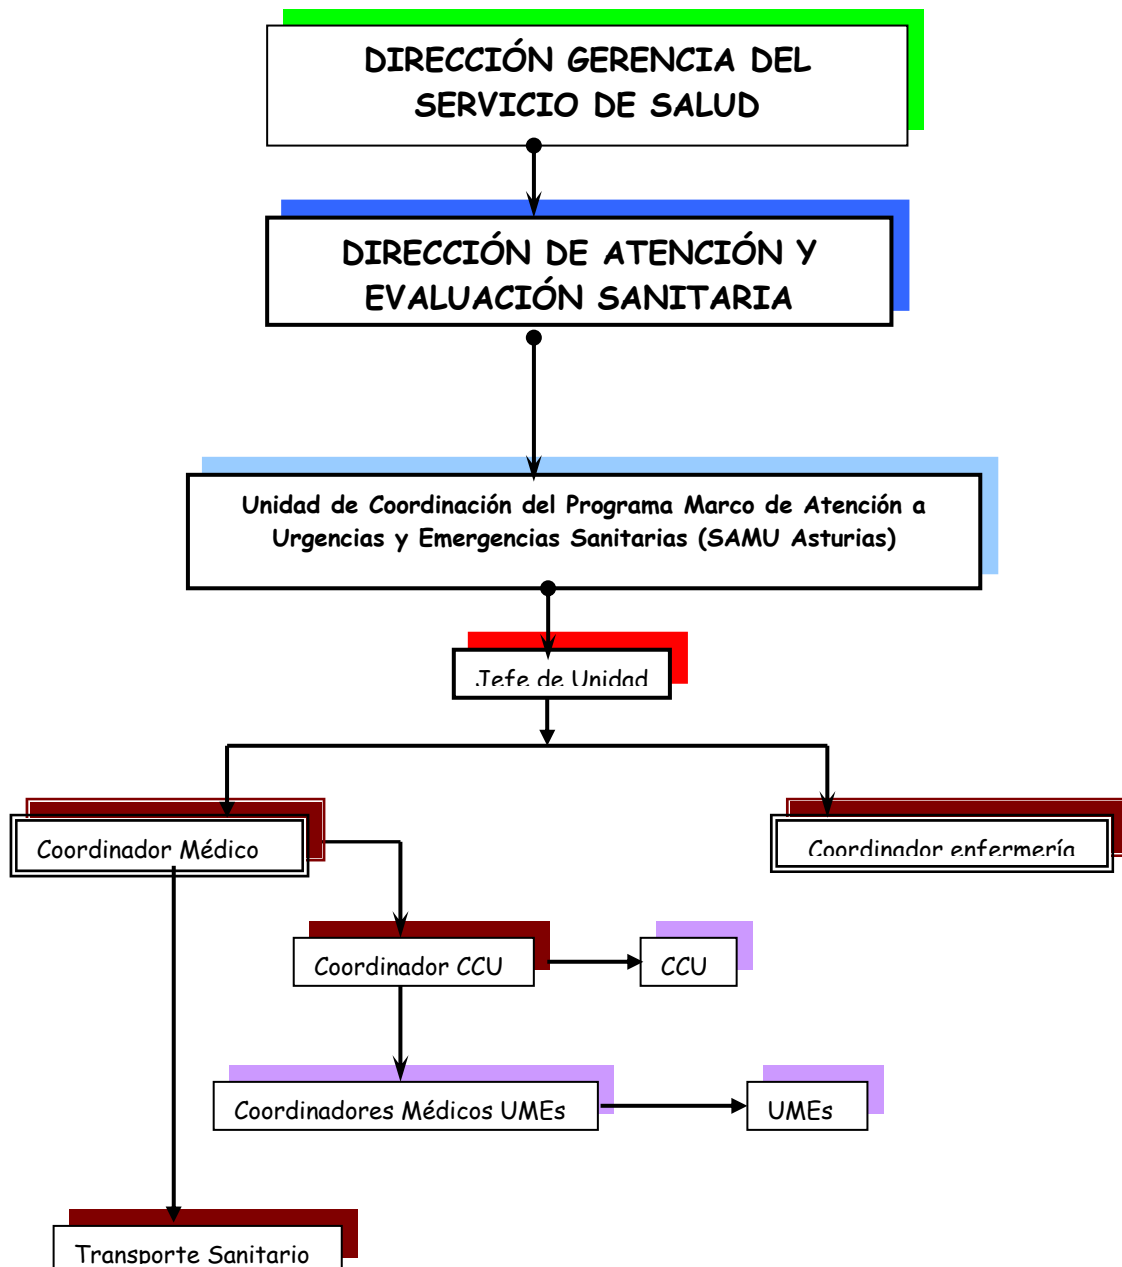 DIRECCIÓN GERENCIA DEL
SERVICIO DE SALUD
DIRECCIÓN DE ATENCIÓN Y
EVALUACIÓN SANITARIA
Unidad de Coordinación del Programa Marco de Atención a
Urgencias y Emergencias Sanitarias (SAMU Asturias)
Jefe de Unidad
Coordinador Médico
Coordinador enfermería
Coordinador CCU
CCU
Coordinadores Médicos UMEs
UMEs
Transporte Sanitario